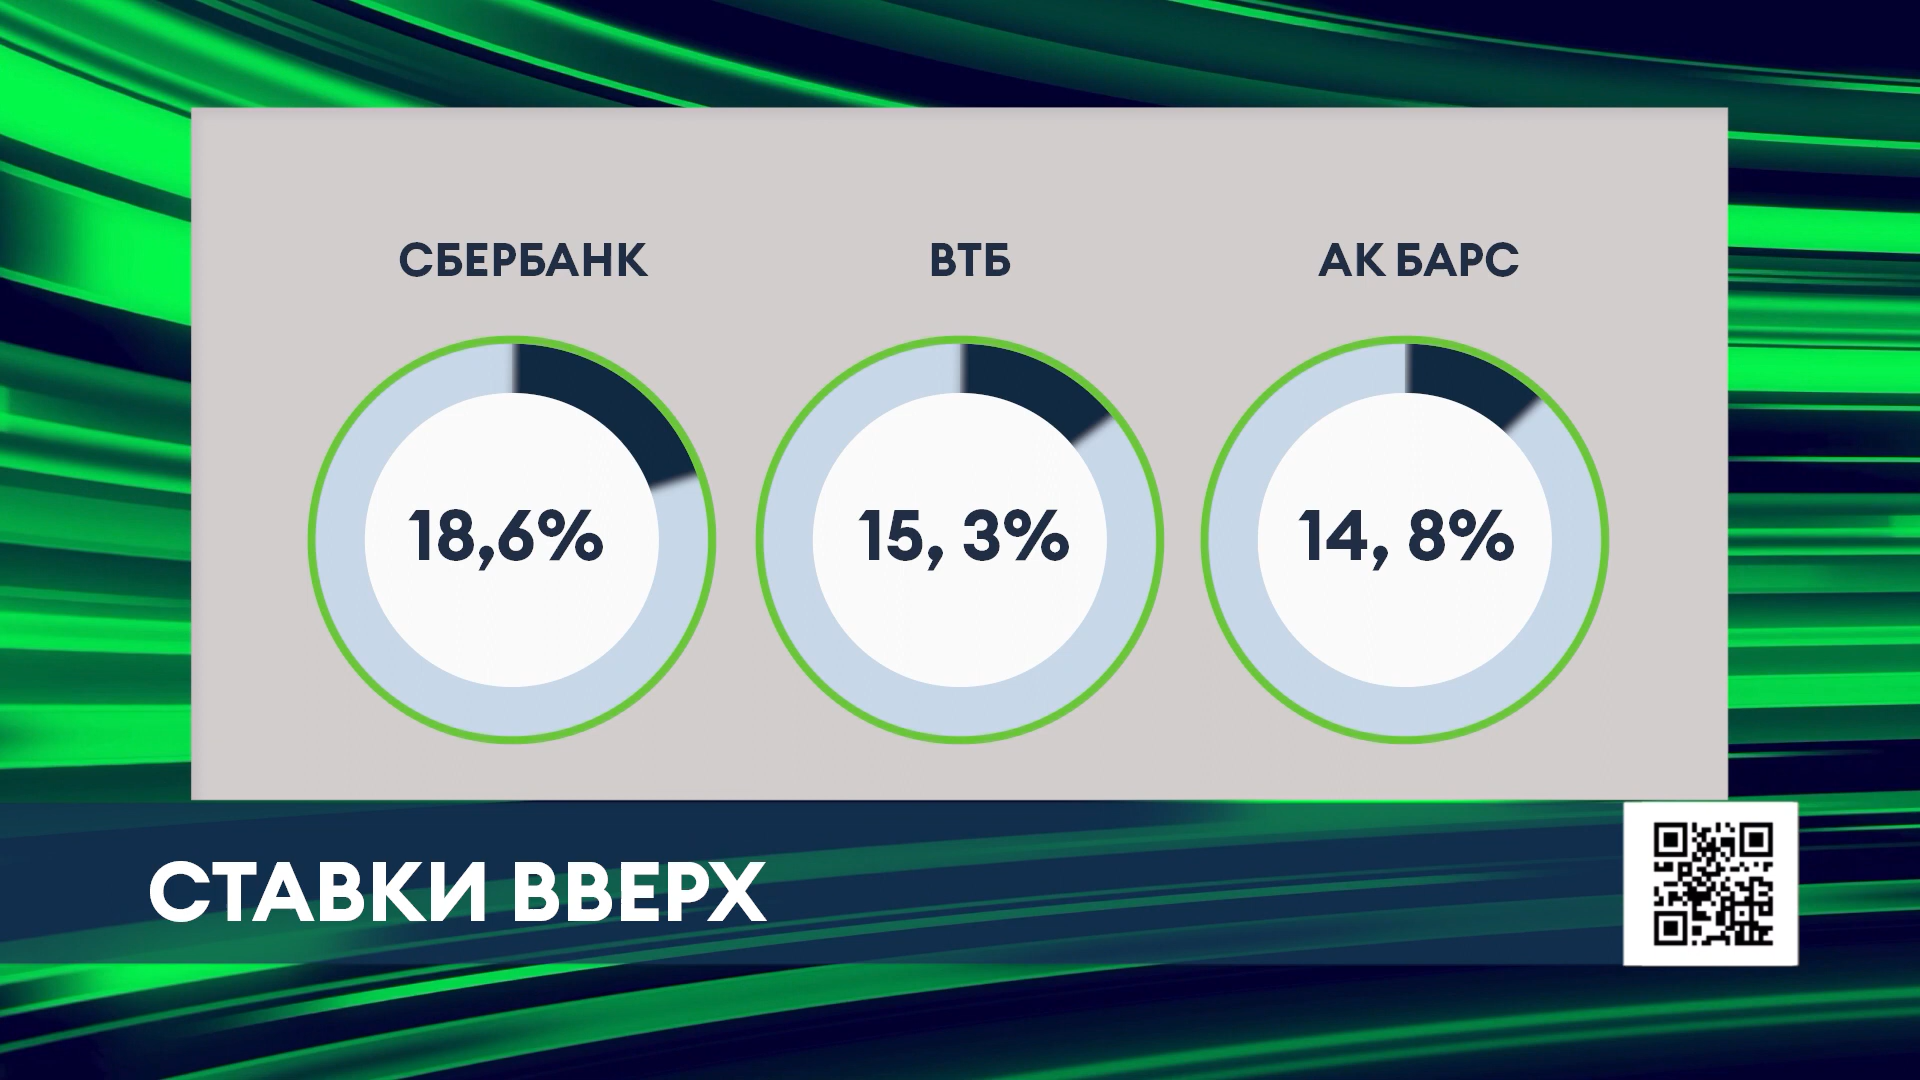 СБЕРБАНК
ВТБ
АК БАРС
18,6%
15, 3%
14, 8%
СТАВКИ ВВЕРХ